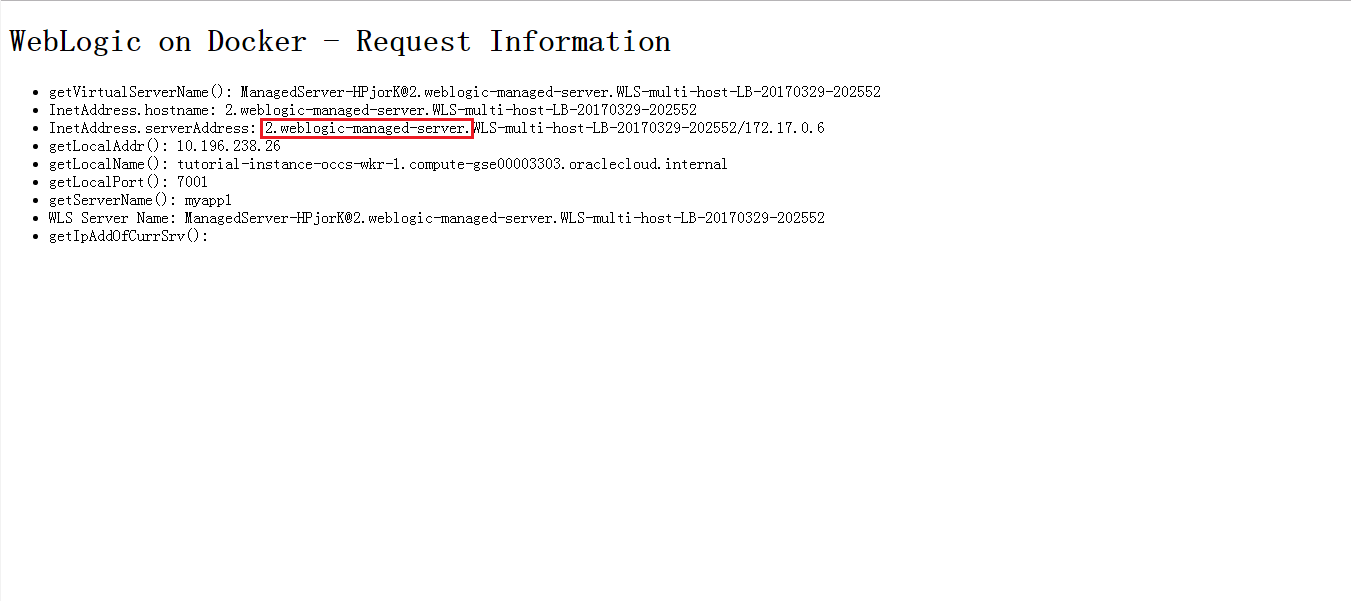 WebLogic on Docker - Request Information
getVirtualServerName(): ManagedServer-HPjorK@2.weblogic-managed-server.WLS-multi-host-LB-20170329-202552
InetAddress.hostname: 2.weblogic-managed-server.WLS-multi-host-LB-20170329-202552
InetAddress.serverAddress: 2.weblogic-managed-server.WLS-multi-host-LB-20170329-202552/172.17.0.6
getLocalAddr(): 10.196.238.26
getLocalName(): tutorial-instance-occs-wkr-1.compute-gse00003303.oraclecloud.internal
getLocalPort(): 7001
getServerName(): myapp1
WLS Server Name: ManagedServer-HPjorK@2.weblogic-managed-server.WLS-multi-host-LB-20170329-202552
getIpAddOfCurrSrv():